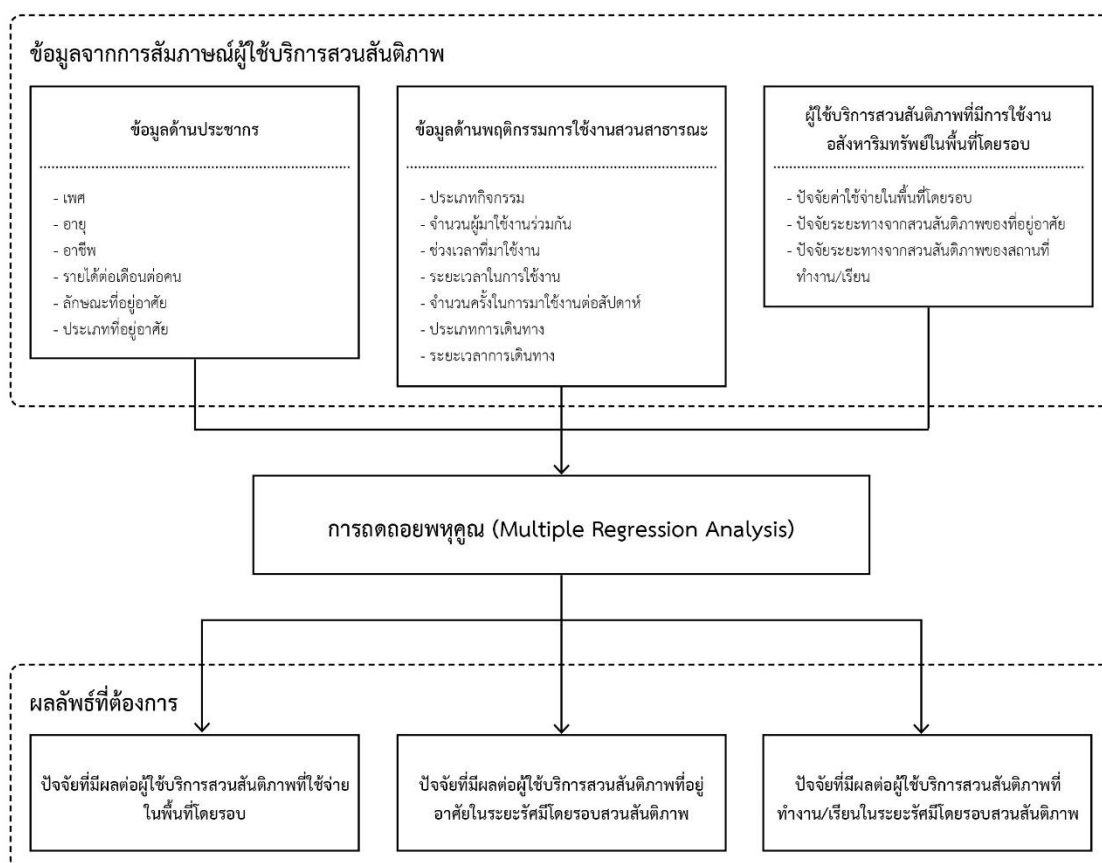 ข้อมูลจากการสัมภาษณ์ผู้ใช้บริการสวนสันติภาพ
ข้อมูลด้านประชากร
- เพศ
- อายุ
- อาชีพ
- รายได้ต่อเดือนต่อคน
- ลักษณะที่อยู่อาศัย
- ประเภทที่อยู่อาศัย
ข้อมูลด้านพฤติกรรมการใช้งานสวนสาธารณะ
- ประเภทกิจกรรม
- จำนวนผู้มาใช้งานร่วมกัน
- ช่วงเวลาที่มาใช้งาน
- ระยะเวลาในการใช้งาน
- จำนวนครั้งในการมาใช้งานต่อสัปดาห์
- ประเภทการเดินทาง
- ระยะเวลาการเดินทาง
ผู้ใช้บริการสวนสันติภาพที่มีการใช้งาน
อสังหาริมทรัพย์ในพื้นที่โดยรอบ
- ปัจจัยค่าใช้จ่ายในพื้นที่โดยรอบ
- ปัจจัยระยะทางจากสวนสันติภาพของที่อยู่อาศัย
- ปัจจัยระยะทางจากสวนสันติภาพของสถานที่
ทำงาน/เรียน
การถดถอยพหุคูณ (Multiple Regression Analysis)
ผลลัพธ์ที่ต้องการ
ปัจจัยที่มีผลต่อผู้ใช้บริการสวนสันติภาพที่ใช้จ่าย
ในพื้นที่โดยรอบ
ปัจจัยที่มีผลต่อผู้ใช้บริการสวนสันติภาพที่อยู่
อาศัยในระยะรัศมีโดยรอบสวนสันติภาพ
ปัจจัยที่มีผลต่อผู้ใช้บริการสวนสันติภาพที่
ทำงาน/เรียนในระยะรัศมีโดยรอบสวนสันติภาพ